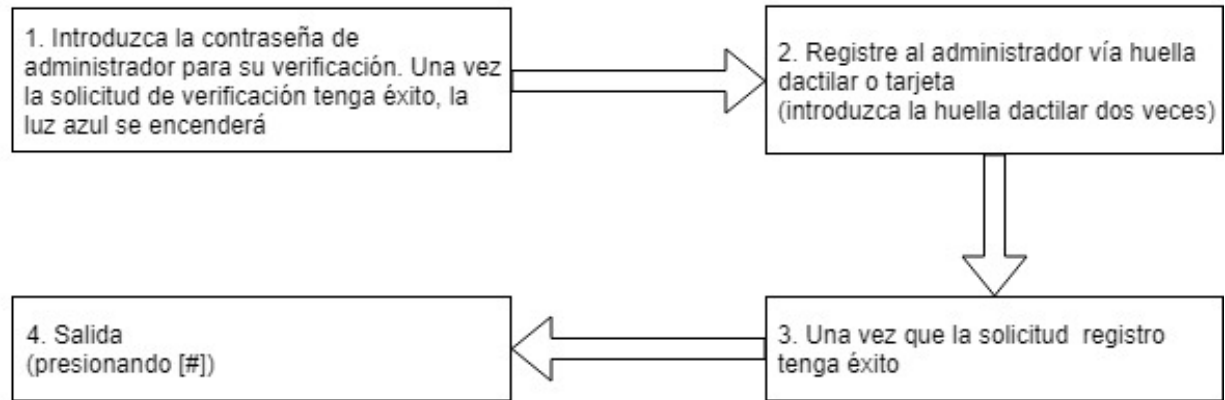 1. Introduzca la contraseña de
administrador para su verificación. Una vez
la solicitud de verificación tenga éxito, la
luz azul se encenderá
2. Registre al administrador vía huella
dactilar o tarjeta
(introduzca la huella dactilar dos veces)
3. Una vez que la solicitud registro
tenga éxito
4. Salida
(presionando [#])